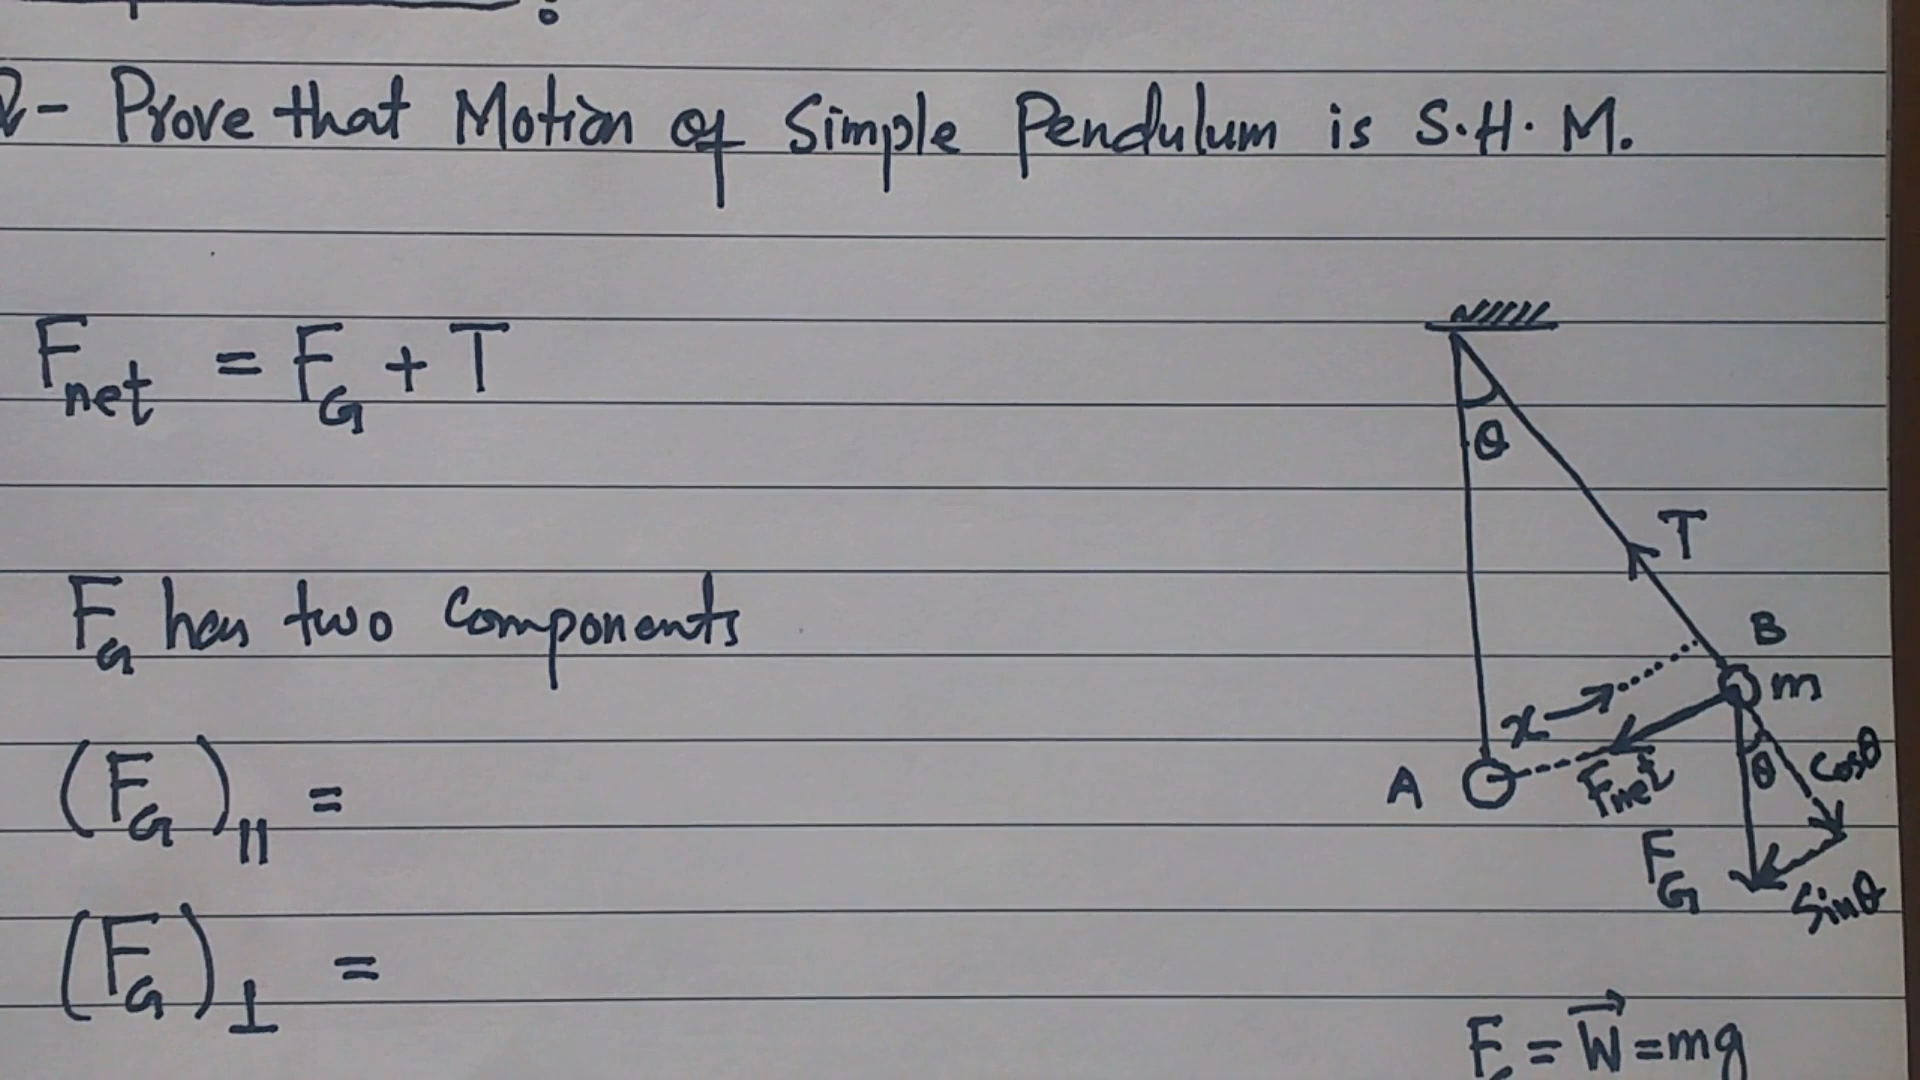 Q- Prove that Motion of Simple Pendulum is S.H.M.
Fnet = FG + T
θ
T
FG has two Components
B
m
x
(FG)|| =
A
Fnet
θ
Cosθ
FG
Sinθ
(FG)⊥ =
FG = W⃗ = mg